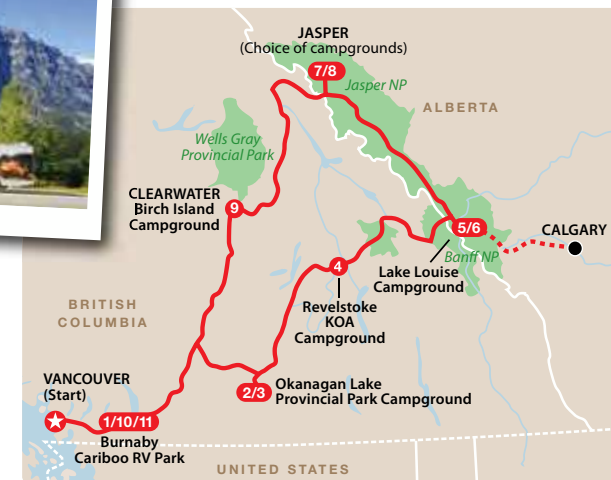 JASPER
(Choice of campgrounds)
7/8
Jasper NP
ALBERTA
Wells Gray
Provincial Park
CLEARWATER
Birch Island
Campground
9
5/6
CALGARY
Banff NP
Lake Louise
Campground
4
Revelstoke
KOA
Campground
BRITISH
COLUMBIA
VANCOUVER
(Start)
2/3
Okanagan Lake
Provincial Park Campground
1/10/11
Burnaby
Cariboo RV Park
UNITED STATES